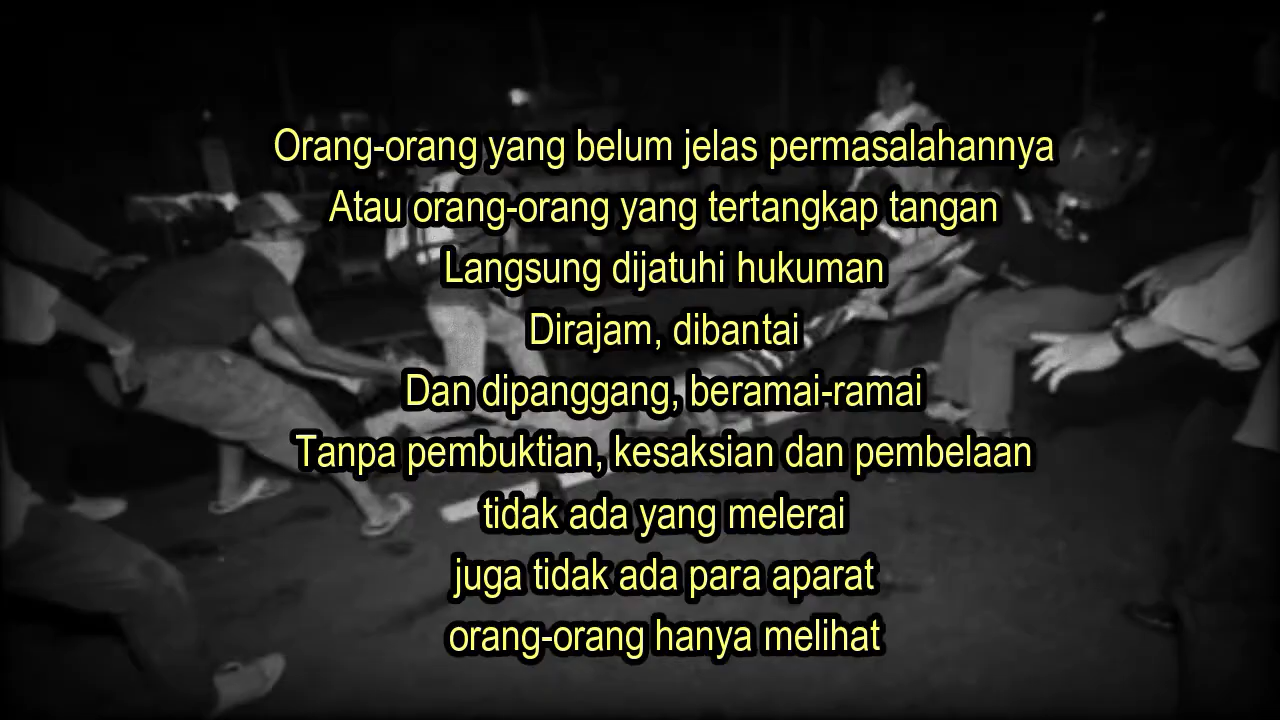 Orang-orang yang belum jelas permasalahannya
Atau orang-orang yang tertangkap tangan
Langsung dijatuhi hukuman
Dirajam, dibantai
Dan dipanggang, beramai-ramai
Tanpa pembuktian, kesaksian dan pembelaan
tidak ada yang melerai
juga tidak ada para aparat
orang-orang hanya melihat